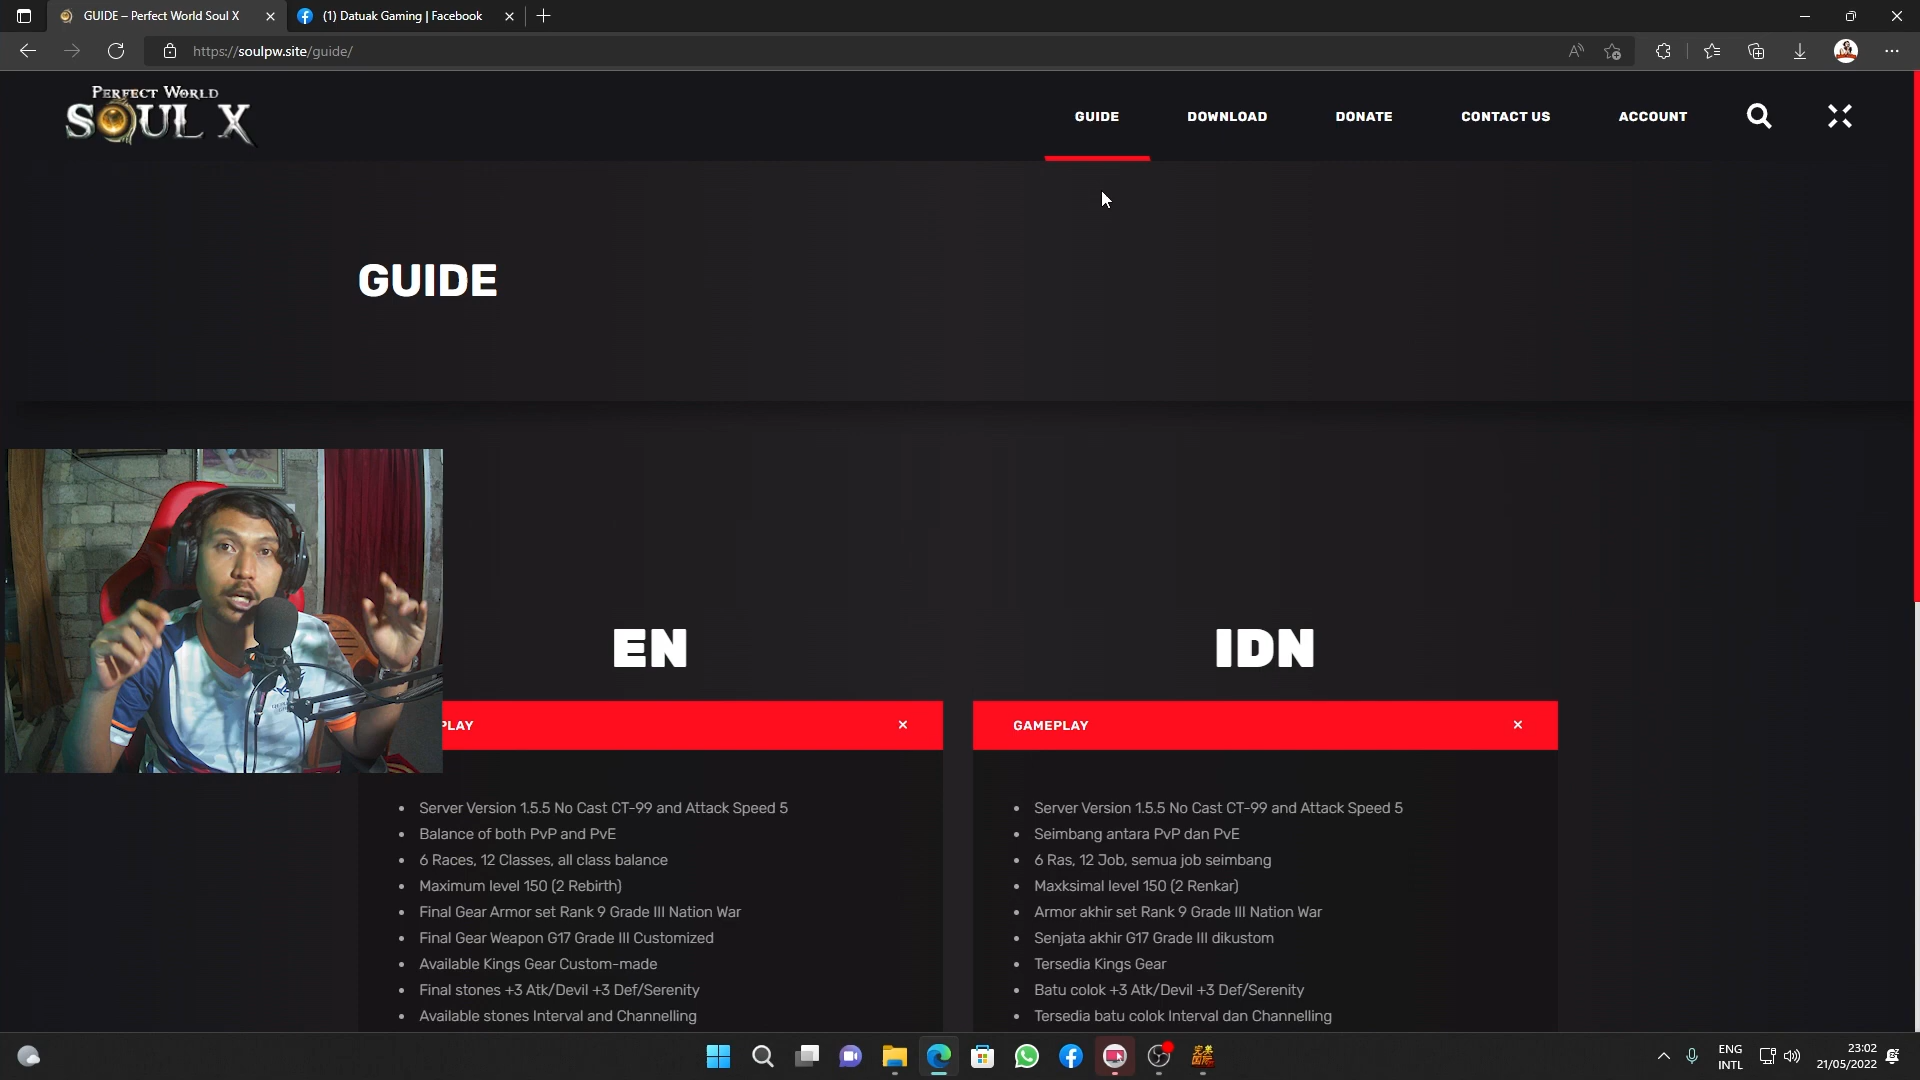 GUIDE – Perfect World Soul X
(1) Datuak Gaming | Facebook
https://soulpw.site/guide/
PERFECT WORLD
SOUL X
GUIDE
DOWNLOAD
DONATE
CONTACT US
ACCOUNT
GUIDE
EN
PLAY
Server Version 1.5.5 No Cast CT-99 and Attack Speed 5
Balance of both PvP and PvE
6 Races, 12 Classes, all class balance
Maximum level 150 (2 Rebirth)
Final Gear Armor set Rank 9 Grade III Nation War
Final Gear Weapon G17 Grade III Customized
Available Kings Gear Custom-made
Final stones +3 Atk/Devil +3 Def/Serenity
Available stones Interval and Channelling
IDN
GAMEPLAY
Server Version 1.5.5 No Cast CT-99 and Attack Speed 5
Seimbang antara PvP dan PvE
6 Ras, 12 Job, semua job seimbang
Maxksimal level 150 (2 Renkar)
Armor akhir set Rank 9 Grade III Nation War
Senjata akhir G17 Grade III dikustom
Tersedia Kings Gear
Batu colok +3 Atk/Devil +3 Def/Serenity
Tersedia batu colok Interval dan Channelling
完美
国际
ENG
INTL
23:02
21/05/2022